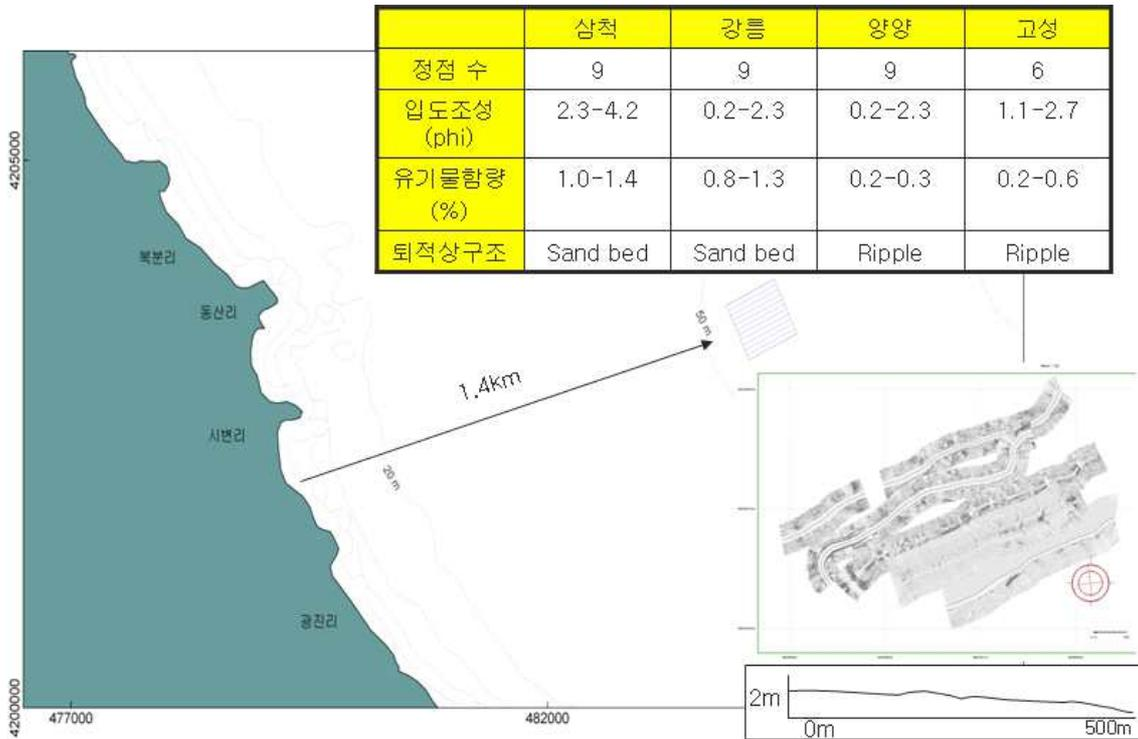 삼척 강릉 양양 고성
정점 수 9 9 9 6
입도조성 (phi) 2.3-4.2 0.2-2.3 0.2-2.3 1.1-2.7
유기물함량 (%) 1.0-1.4 0.8-1.3 0.2-0.3 0.2-0.6
퇴적상구조 Sand bed Sand bed Ripple Ripple
4205000
북분리
동산리
50 m
1.4km
시변리
20 m
광진리
4200000
477000
482000
2m
0m
500m